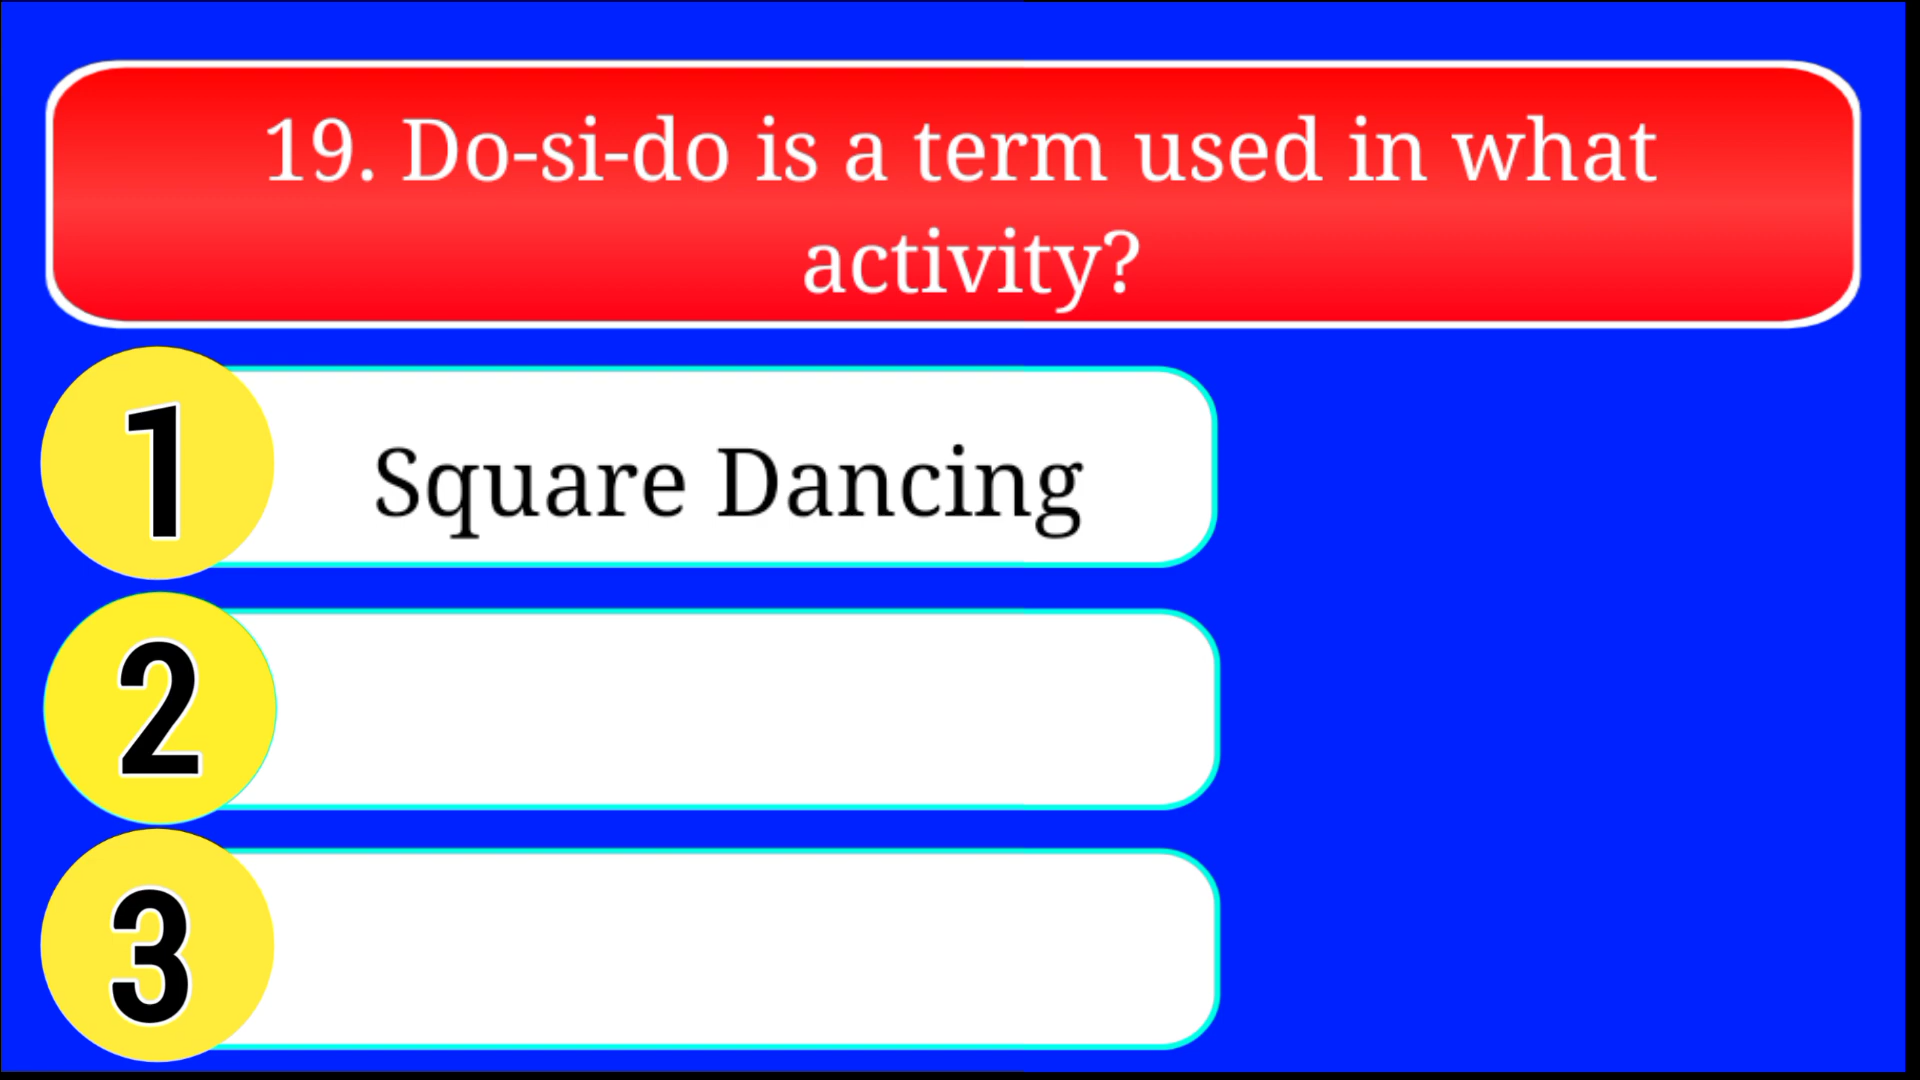 19. Do-si-do is a term used in what
activity?
1
Square Dancing
2
3